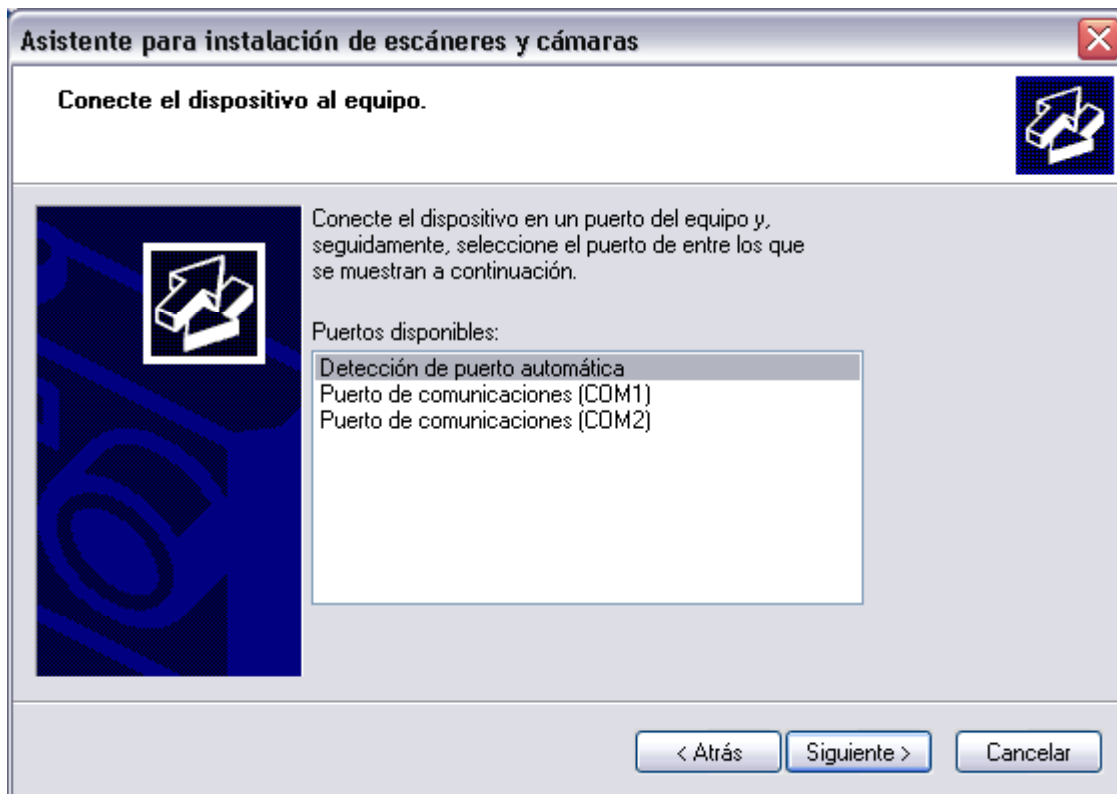 Asistente para instalación de escáneres y cámaras
Conecte el dispositivo al equipo.
Conecte el dispositivo en un puerto del equipo y,
seguidamente, seleccione el puerto de entre los que
se muestran a continuación.
Puertos disponibles:
Detección de puerto automática
Puerto de comunicaciones (COM1)
Puerto de comunicaciones (COM2)
< Atrás
Siguiente >
Cancelar